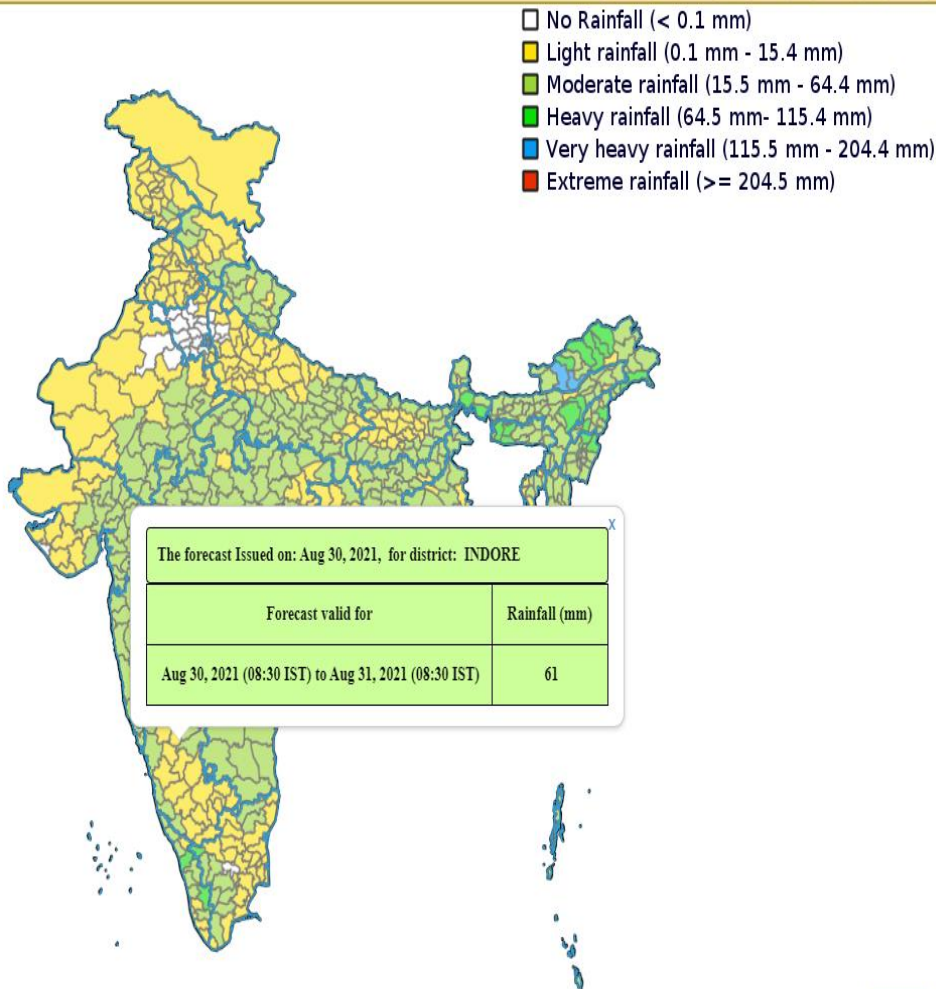 No Rainfall (< 0.1 mm)
Light rainfall (0.1 mm - 15.4 mm)
Moderate rainfall (15.5 mm - 64.4 mm)
Heavy rainfall (64.5 mm- 115.4 mm)
Very heavy rainfall (115.5 mm - 204.4 mm)
Extreme rainfall (>= 204.5 mm)
X
The forecast Issued on: Aug 30, 2021, for district: INDORE
Forecast valid for Rainfall (mm)
Aug 30, 2021 (08:30 IST) to Aug 31, 2021 (08:30 IST) 61